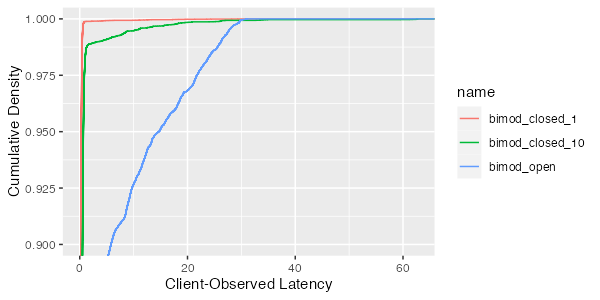 1.000
0.975
0.950
0.925
0.900
Cumulative Density
0
20
40
60
Client-Observed Latency
name
bimod_closed_1
bimod_closed_10
bimod_open